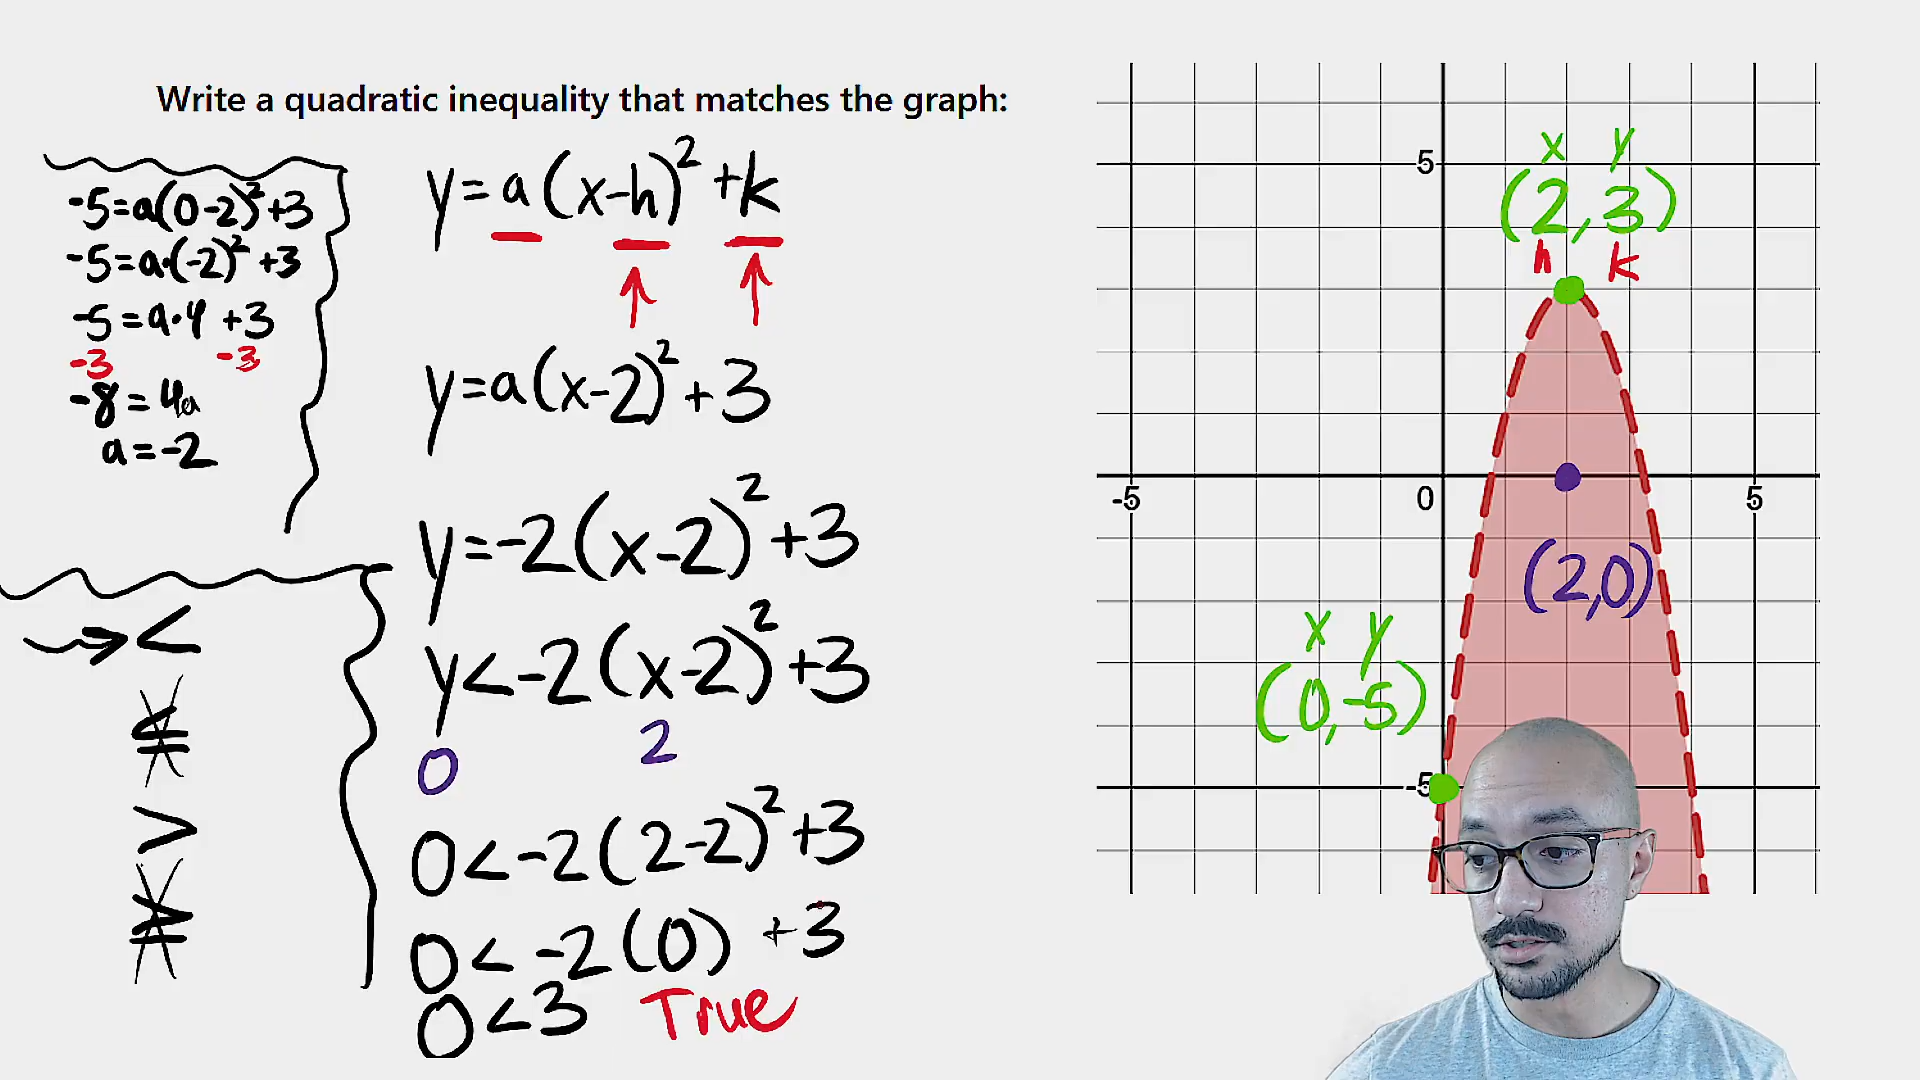 Write a quadratic inequality that matches the graph:
-5=a(0-2)²+3
-5=a·(-2)²+3
-5=a·4+3
-3 -3
-8=4a
a=-2
<
≤
>
≥
y=a(x-h)²+k
y=a(x-2)²+3
y=-2(x-2)²+3
y<-2(x-2)²+3
0 2
0<-2(2-2)²+3
0<-2(0)+3
0<3 True
5
x y
(2,3)
h k
-5 0 5
(2,0)
x y
(0,-5)
-5